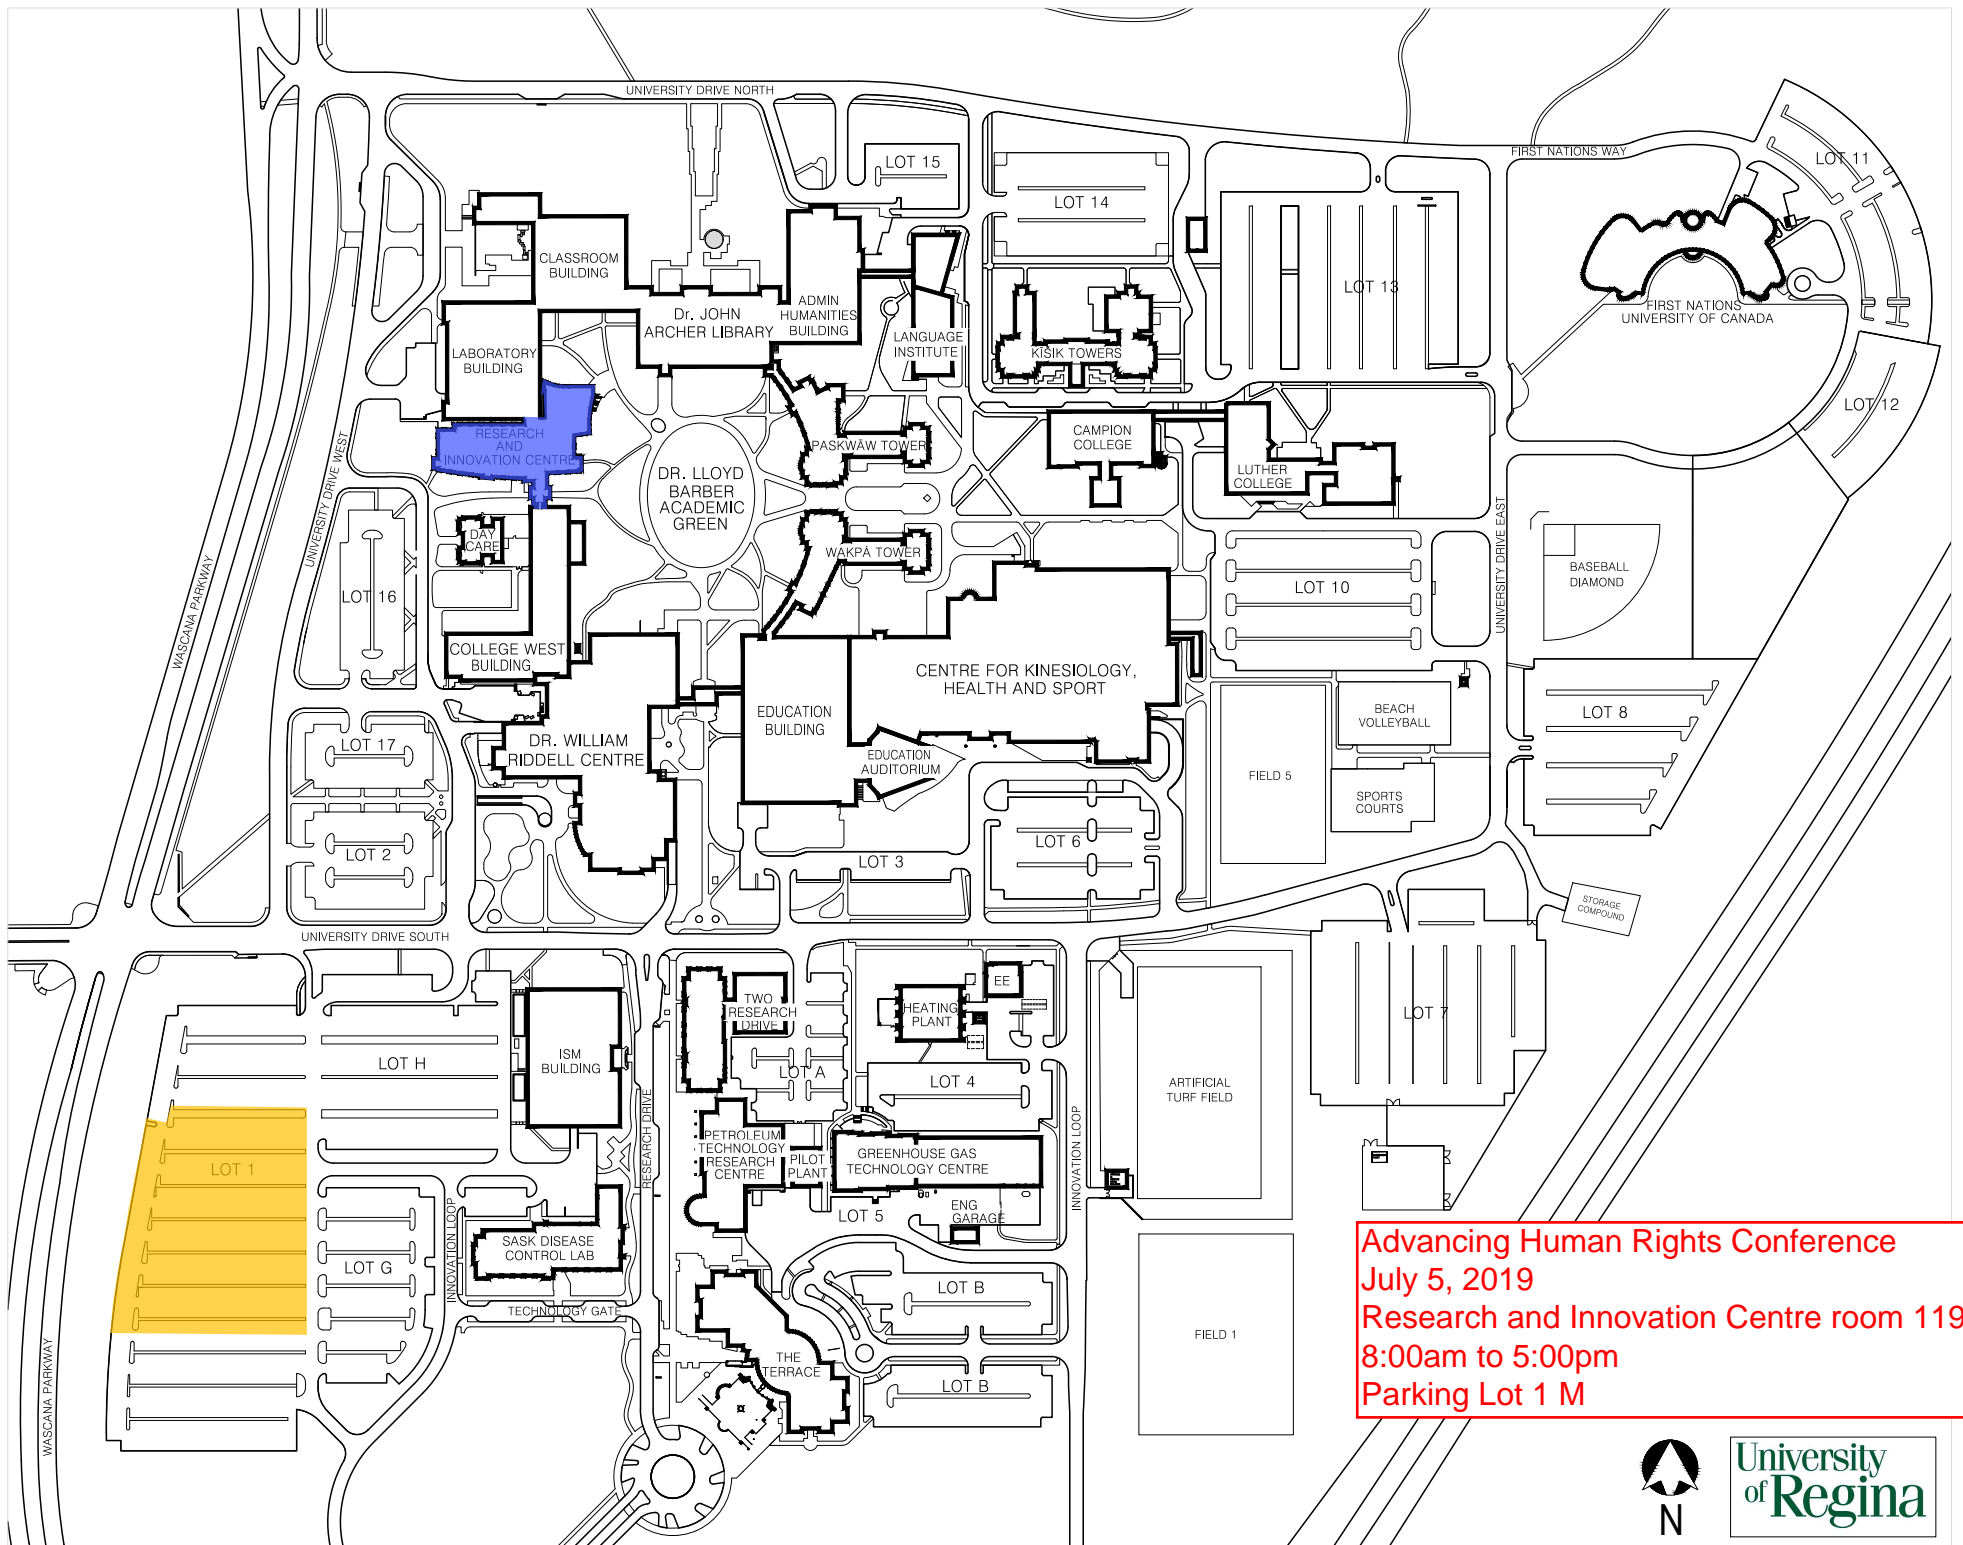 UNIVERSITY DRIVE NORTH
FIRST NATIONS WAY
LOT 11
LOT 15
LOT 14
CLASSROOM
BUILDING
LOT 13
ADMIN
HUMANITIES
BUILDING
Dr. JOHN
ARCHER LIBRARY
FIRST NATIONS
UNIVERSITY OF CANADA
LANGUAGE
INSTITUTE
KĪSIK TOWERS
LABORATORY
BUILDING
LOT 12
RESEARCH
AND
INNOVATION CENTRE
PASKWĀW TOWER
CAMPION
COLLEGE
LUTHER
COLLEGE
UNIVERSITY DRIVE WEST
DR. LLOYD
BARBER
ACADEMIC
GREEN
UNIVERSITY DRIVE EAST
DAY
CARE
WAKPĀ TOWER
BASEBALL
DIAMOND
LOT 10
LOT 16
WASCANA PARKWAY
COLLEGE WEST
BUILDING
CENTRE FOR KINESIOLOGY,
HEALTH AND SPORT
EDUCATION
BUILDING
BEACH
VOLLEYBALL
LOT 8
LOT 17
DR. WILLIAM
RIDDELL CENTRE
EDUCATION
AUDITORIUM
FIELD 5
SPORTS
COURTS
LOT 2
LOT 3
LOT 6
STORAGE
COMPOUND
UNIVERSITY DRIVE SOUTH
TWO
RESEARCH
DRIVE
EE
HEATING
PLANT
LOT 7
LOT H
ISM
BUILDING
LOT A
LOT 4
ARTIFICIAL
TURF FIELD
RESEARCH DRIVE
INNOVATION LOOP
PETROLEUM
TECHNOLOGY
RESEARCH
CENTRE
PILOT
PLANT
GREENHOUSE GAS
TECHNOLOGY CENTRE
LOT 1
LOT 5
ENG
GARAGE
INNOVATION LOOP
SASK DISEASE
CONTROL LAB
LOT G
LOT B
TECHNOLOGY GATE
FIELD 1
THE
TERRACE
LOT B
WASCANA PARKWAY
Advancing Human Rights Conference
July 5, 2019
Research and Innovation Centre room 119
8:00am to 5:00pm
Parking Lot 1 M
N
University
of Regina